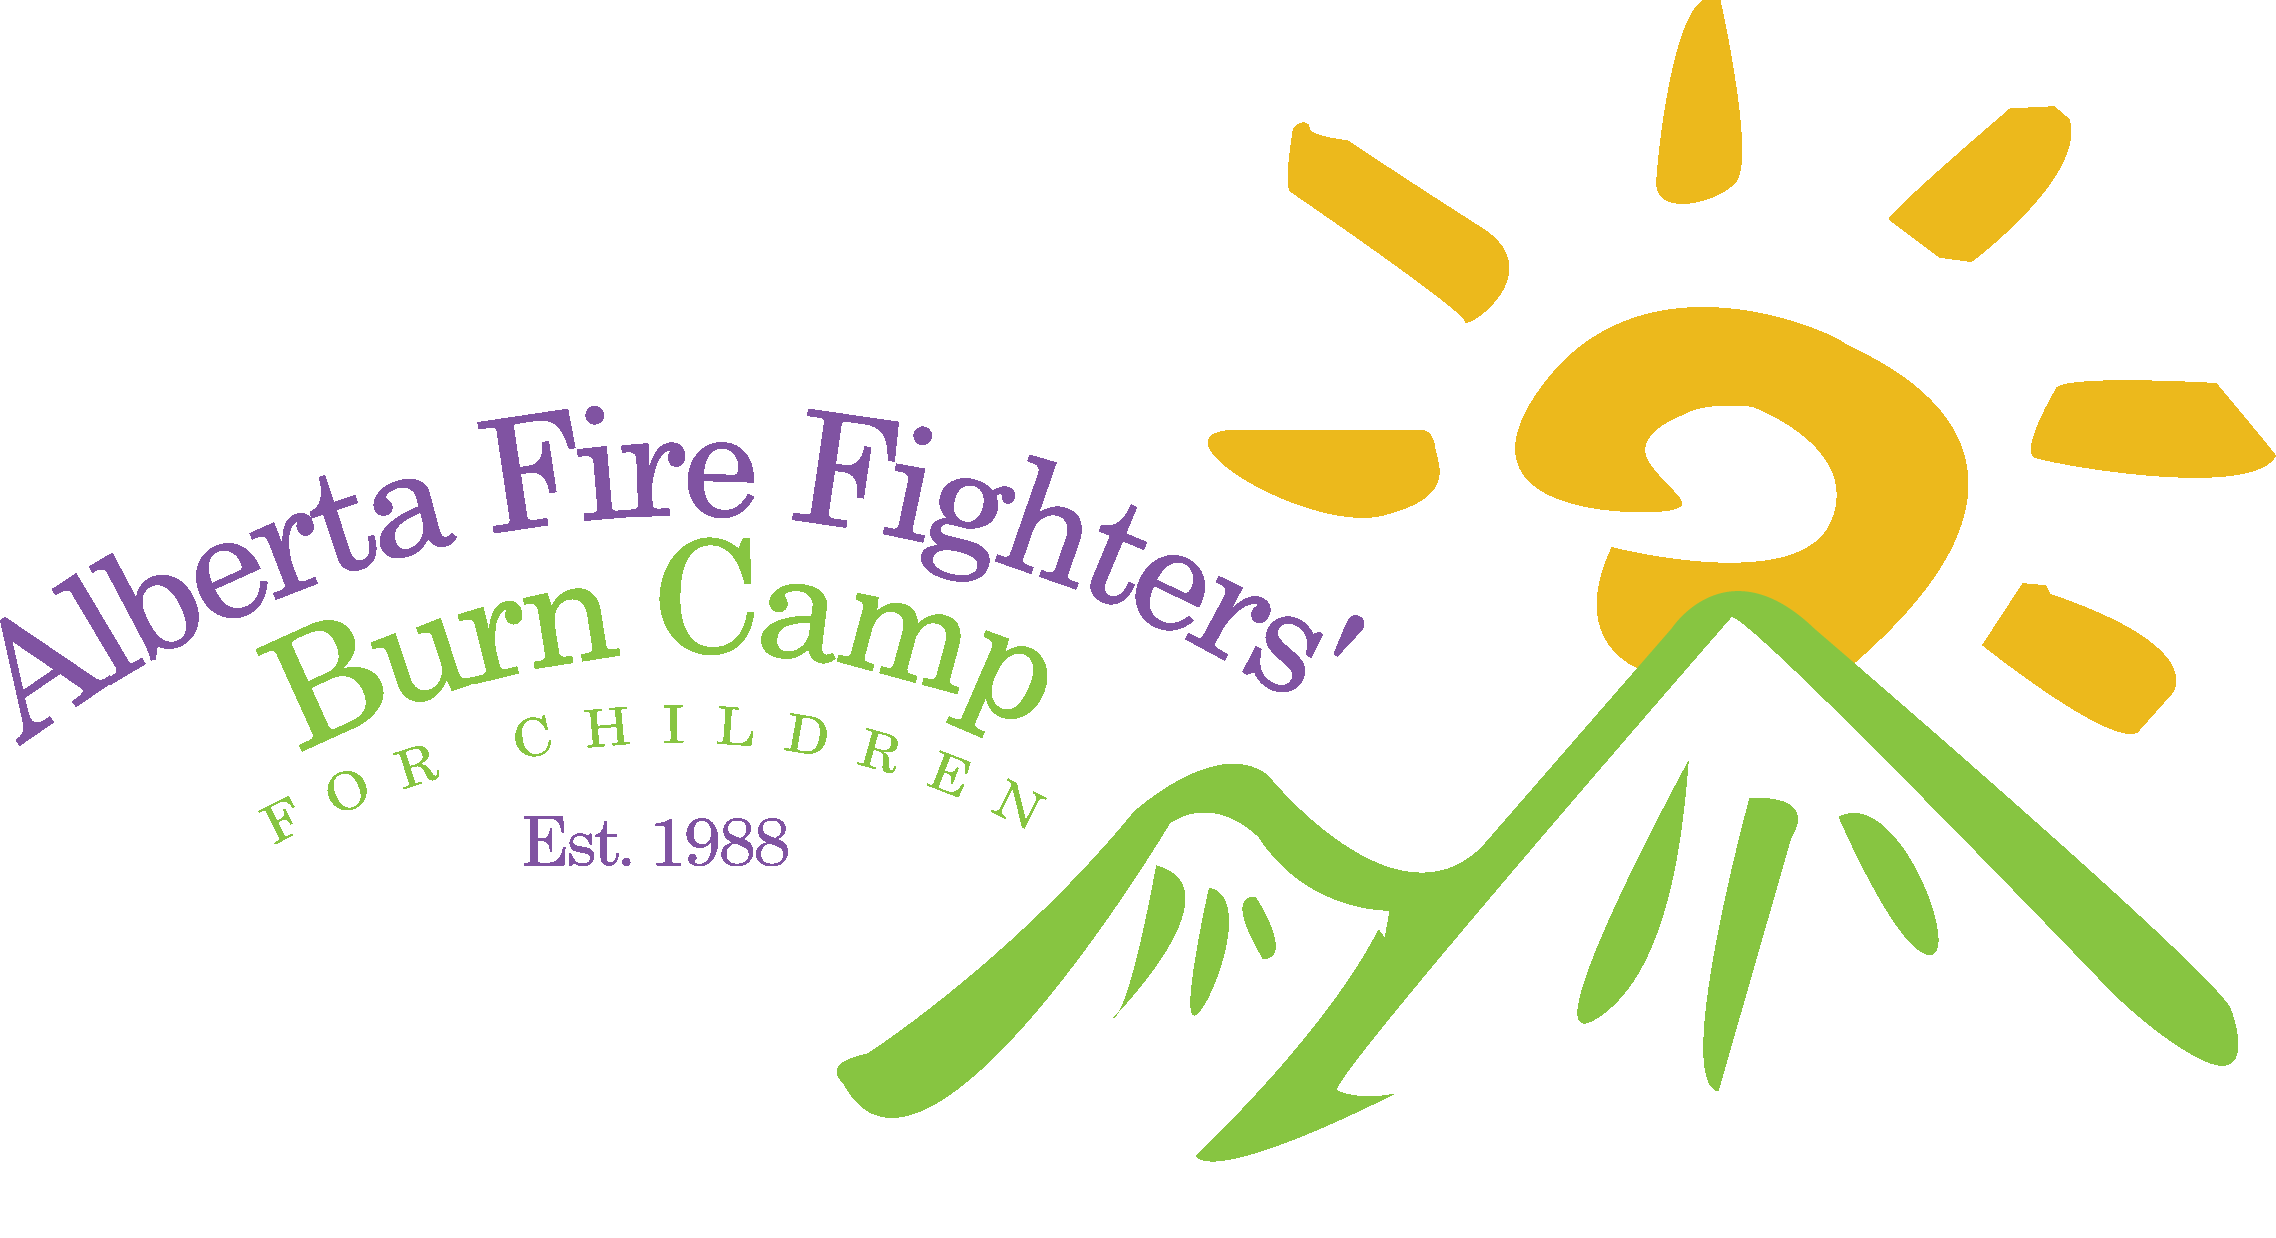 Alberta Fire Fighters'
Burn Camp
FOR CHILDREN
Est. 1988